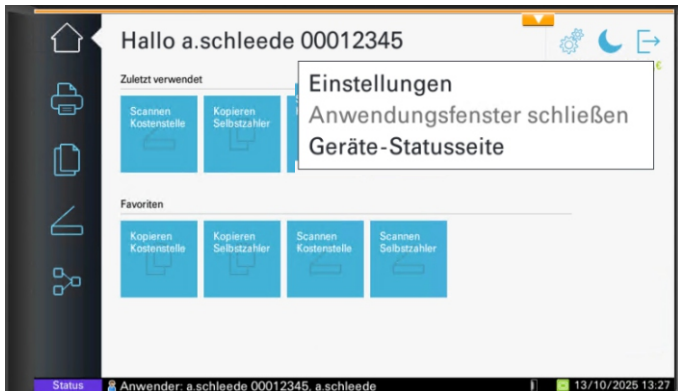 Hallo a.schleede 00012345
€
Zuletzt verwendet
Einstellungen
Anwendungsfenster schließen
Geräte-Statusseite
Scannen
Kostenstelle
Kopieren
Selbstzahler
Favoriten
Kopieren
Kostenstelle
Kopieren
Selbstzahler
Scannen
Kostenstelle
Scannen
Selbstzahler
Status
Anwender: a.schleede 00012345, a.schleede
13/10/2025 13:27